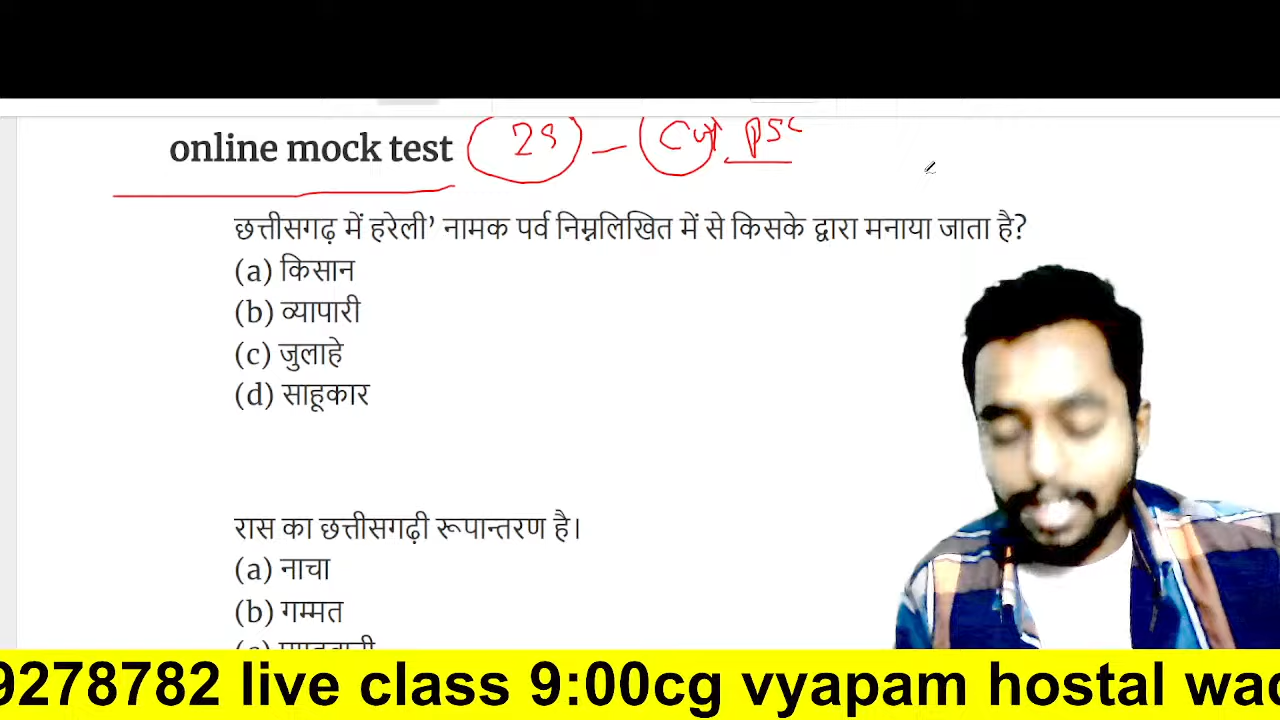 online mock test
छत्तीसगढ़ में हरेली’ नामक पर्व निम्नलिखित में से किसके द्वारा मनाया जाता है?
(a) किसान
(b) व्यापारी
(c) जुलाहे
(d) साहूकार
रास का छत्तीसगढ़ी रूपान्तरण है।
(a) नाचा
(b) गम्मत
9278782 live class 9:00cg vyapam hostal wad